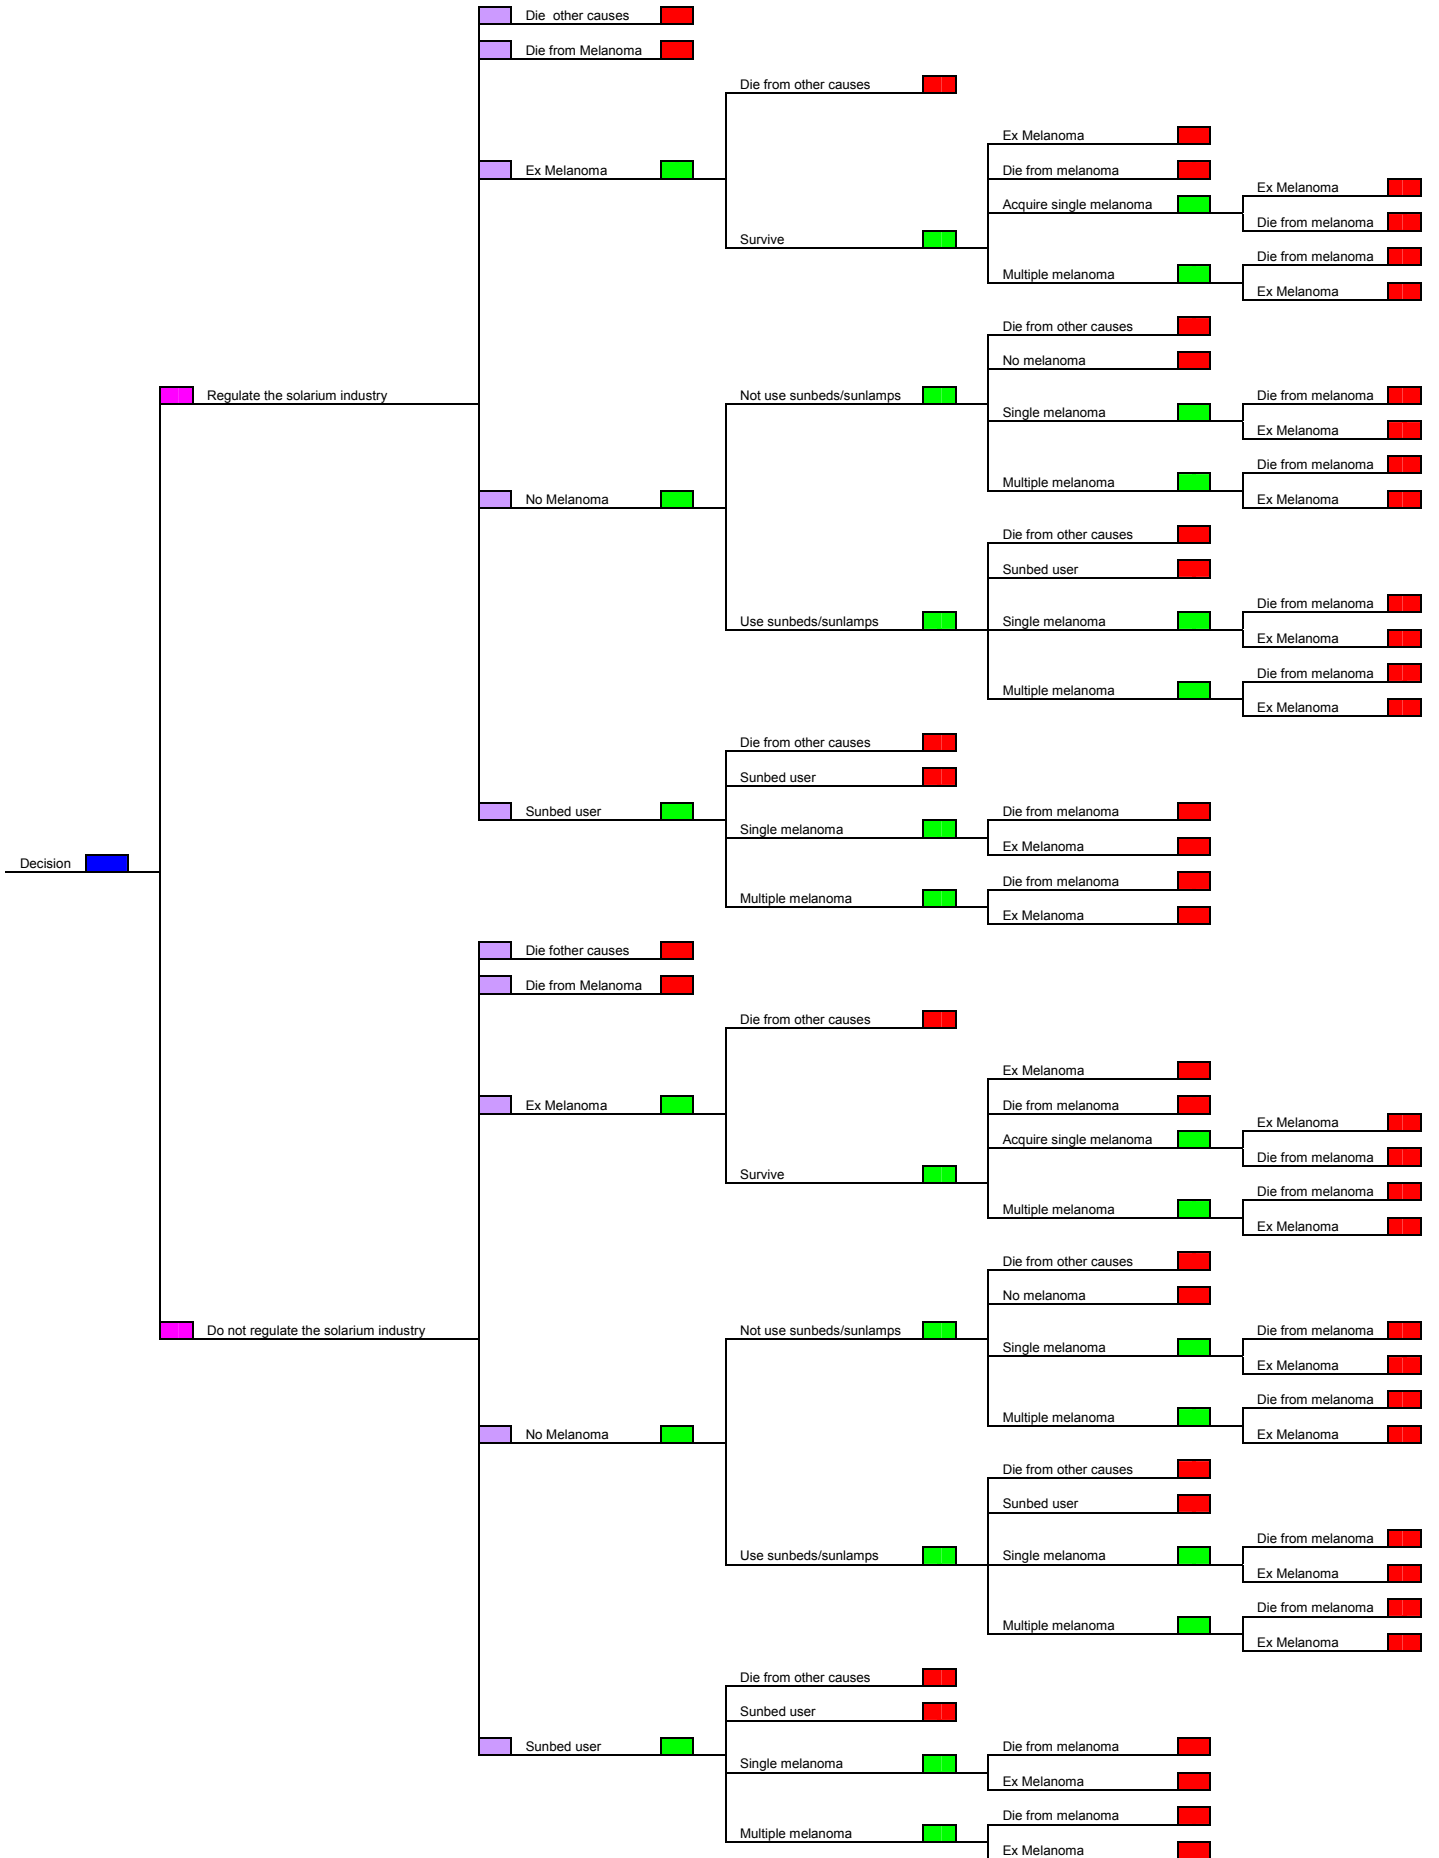 Die  other causes
Die from Melanoma
Die from other causes
Ex Melanoma
Ex Melanoma
Die from melanoma
Ex Melanoma
Acquire single melanoma
Die from melanoma
Survive
Die from melanoma
Multiple melanoma
Ex Melanoma
Die from other causes
No melanoma
Regulate the solarium industry
Not use sunbeds/sunlamps
Die from melanoma
Single melanoma
Ex Melanoma
Die from melanoma
Multiple melanoma
No Melanoma
Ex Melanoma
Die from other causes
Sunbed user
Die from melanoma
Use sunbeds/sunlamps
Single melanoma
Ex Melanoma
Die from melanoma
Multiple melanoma
Ex Melanoma
Die from other causes
Sunbed user
Sunbed user
Die from melanoma
Single melanoma
Ex Melanoma
Decision
Die from melanoma
Multiple melanoma
Ex Melanoma
Die fother causes
Die from Melanoma
Die from other causes
Ex Melanoma
Ex Melanoma
Die from melanoma
Ex Melanoma
Acquire single melanoma
Die from melanoma
Survive
Die from melanoma
Multiple melanoma
Ex Melanoma
Die from other causes
No melanoma
Do not regulate the solarium industry
Not use sunbeds/sunlamps
Die from melanoma
Single melanoma
Ex Melanoma
Die from melanoma
Multiple melanoma
No Melanoma
Ex Melanoma
Die from other causes
Sunbed user
Die from melanoma
Use sunbeds/sunlamps
Single melanoma
Ex Melanoma
Die from melanoma
Multiple melanoma
Ex Melanoma
Die from other causes
Sunbed user
Sunbed user
Die from melanoma
Single melanoma
Ex Melanoma
Die from melanoma
Multiple melanoma
Ex Melanoma